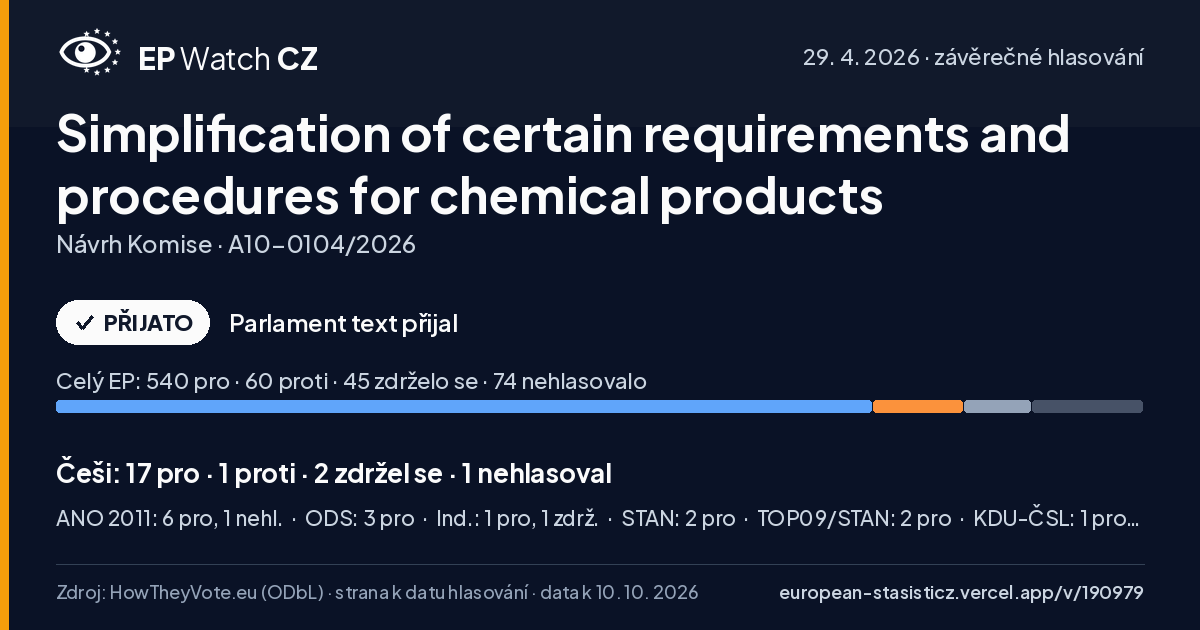 EP Watch CZ
29. 4. 2026 · závěrečné hlasování
Simplification of certain requirements and
procedures for chemical products
Návrh Komise · A10-0104/2026
✓ PŘIJATO
Parlament text přijal
Celý EP: 540 pro · 60 proti · 45 zdrželo se · 74 nehlasovalo
Češi: 17 pro · 1 proti · 2 zdržel se · 1 nehlasoval
ANO 2011: 6 pro, 1 nehl. · ODS: 3 pro · Ind.: 1 pro, 1 zdrž. · STAN: 2 pro · TOP09/STAN: 2 pro · KDU-ČSL: 1 pro…
Zdroj: HowTheyVote.eu (ODbL) · strana k datu hlasování · data k 10. 10. 2026
european-stasisticz.vercel.app/v/190979